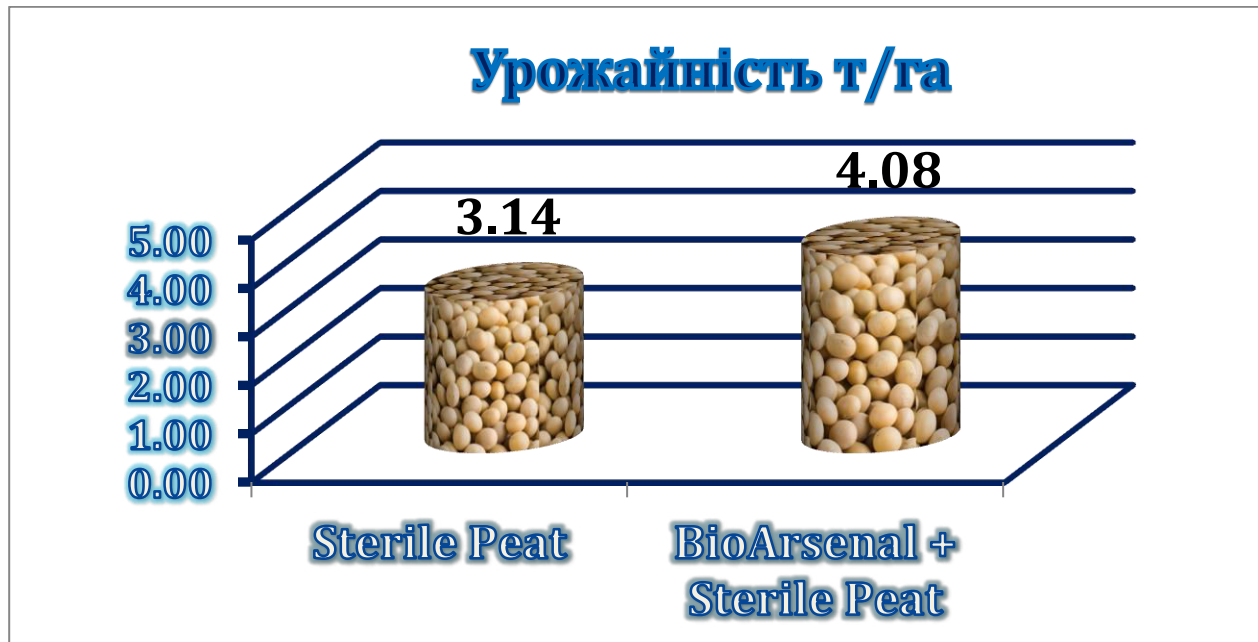 Урожайність т/га
4.08
3.14
5.00
4.00
3.00
2.00
1.00
0.00
Sterile Peat
BioArsenal +
Sterile Peat